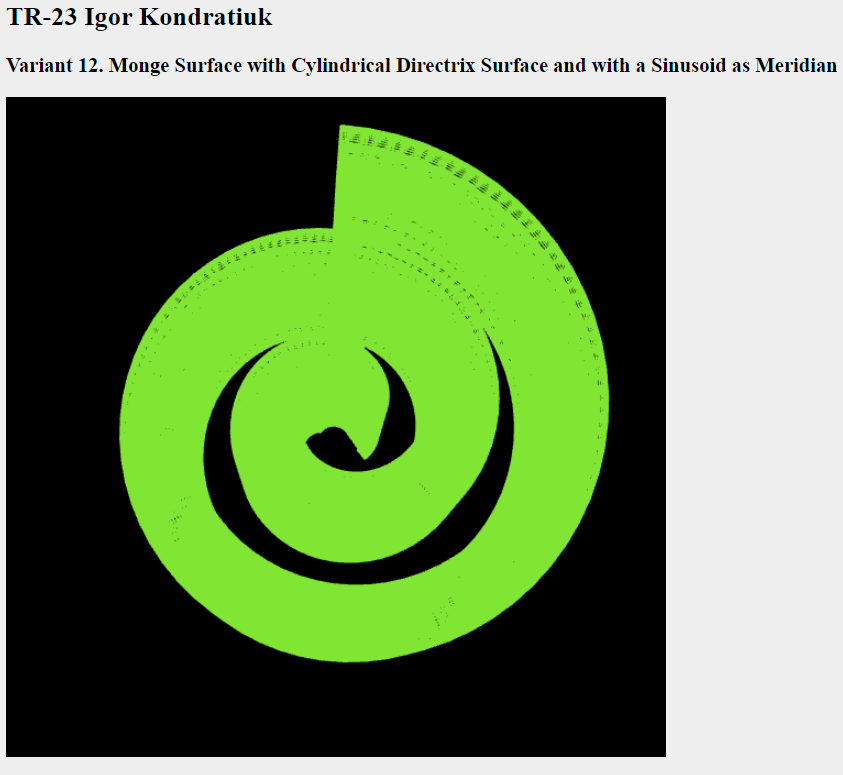 TR-23 Igor Kondratiuk
Variant 12. Monge Surface with Cylindrical Directrix Surface and with a Sinusoid as Meridian